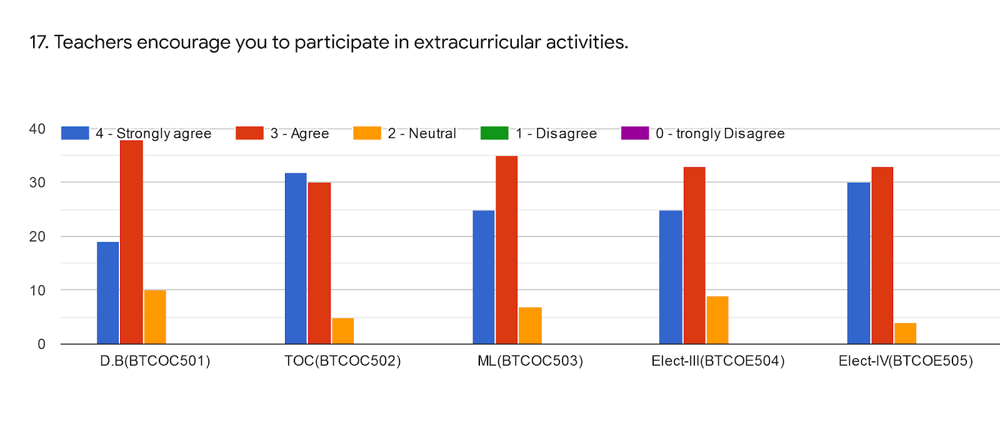 17. Teachers encourage you to participate in extracurricular activities.
40 4 - Strongly agree 3 - Agree 2 - Neutral 1 - Disagree 0 - trongly Disagree
30
20
10
0
D.B(BTCOC501) TOC(BTCOC502) ML(BTCOC503) Elect-III(BTCOE504) Elect-IV(BTCOE505)